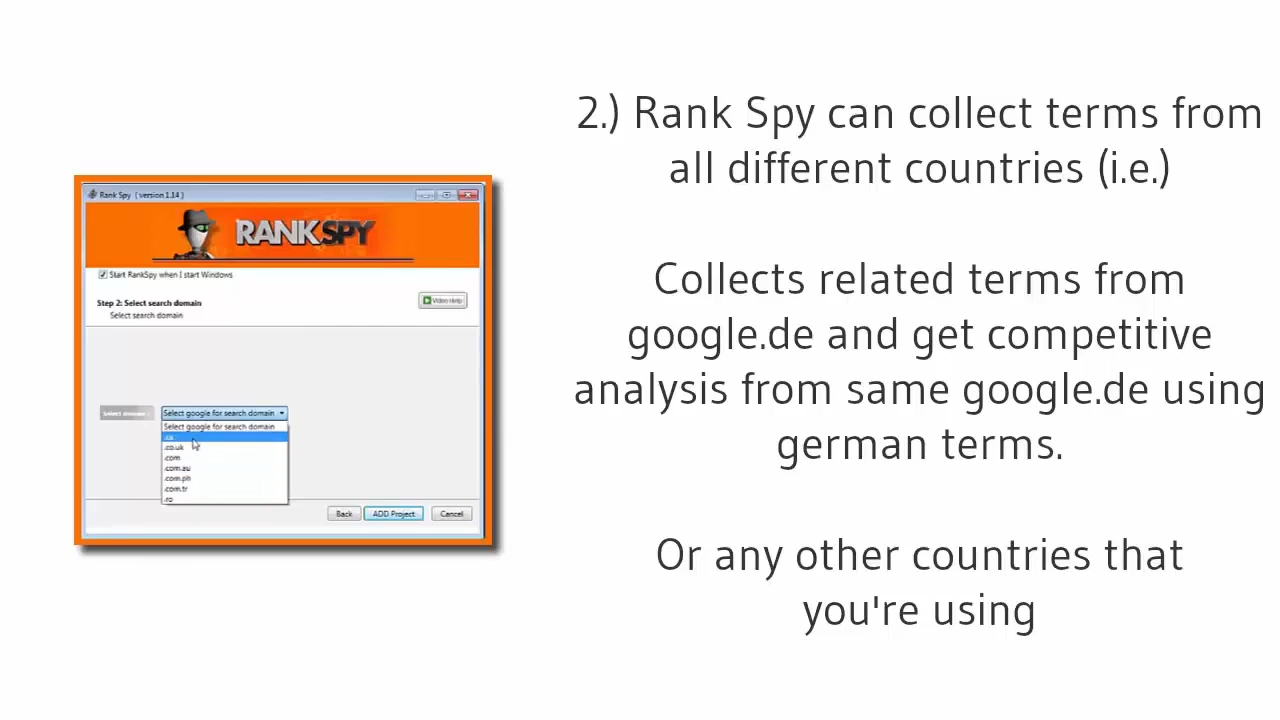 2.) Rank Spy can collect terms from
all different countries (i.e.)
Collects related terms from
google.de and get competitive
analysis from same google.de using
german terms.
Or any other countries that
you're using
Rank Spy ( version 1.14 )
RANKSPY
Start RankSpy when I start Windows
Step 2: Select search domain
Select search domain
Video Help
Select domain :
Select google for search domain
Select google for search domain
.ca
.co.uk
.com
.com.au
.com.ph
.com.tr
.ro
Back
ADD Project
Cancel